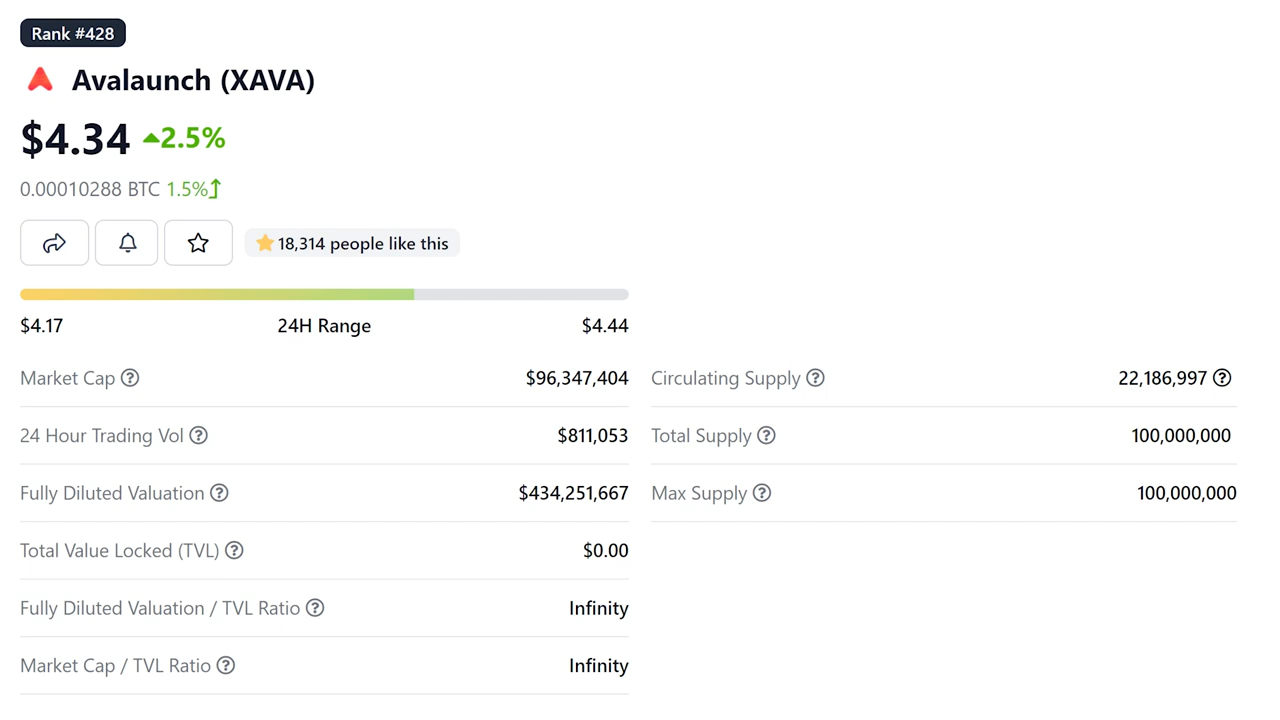 Rank #428
Avalaunch (XAVA)
$4.34 2.5%
0.00010288 BTC 1.5%
18,314 people like this
$4.17 24H Range $4.44
Market Cap $96,347,404
Circulating Supply 22,186,997
24 Hour Trading Vol $811,053
Total Supply 100,000,000
Fully Diluted Valuation $434,251,667
Max Supply 100,000,000
Total Value Locked (TVL) $0.00
Fully Diluted Valuation / TVL Ratio Infinity
Market Cap / TVL Ratio Infinity